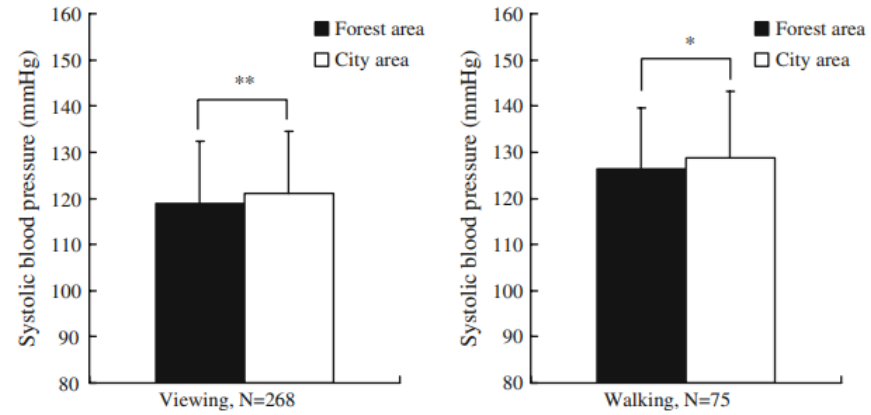 Systolic blood pressure (mmHg)
160
150
140
130
120
110
100
90
80
Forest area
City area
**
Viewing, N=268
Systolic blood pressure (mmHg)
160
150
140
130
120
110
100
90
80
Forest area
City area
*
Walking, N=75